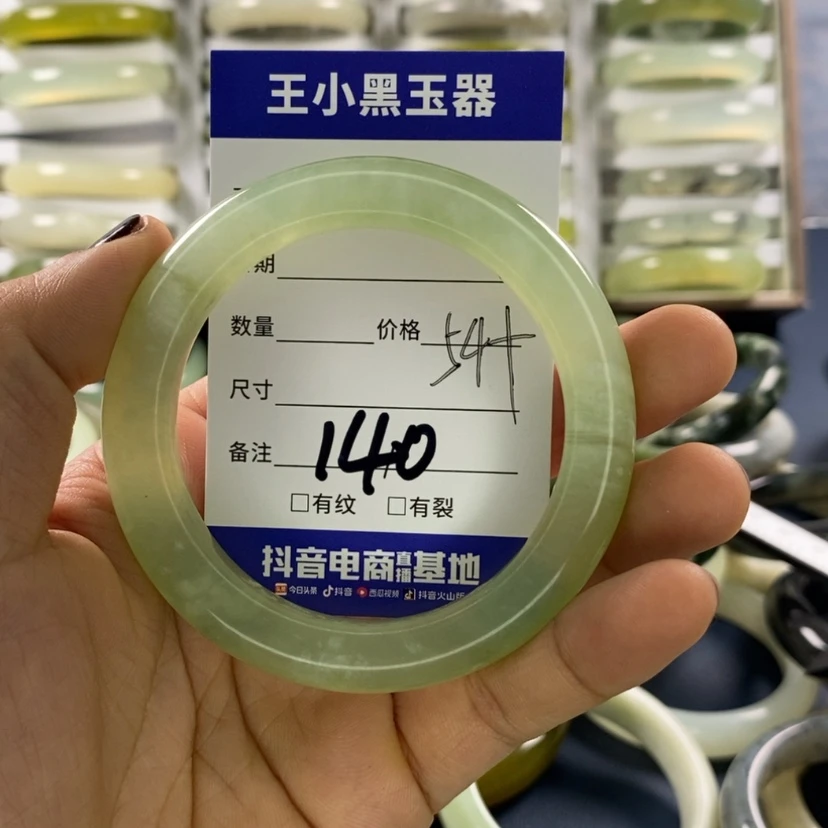 王小黑玉器
期
数量 价格 54+
尺寸
备注 140
□有纹 □有裂
抖音电商直播基地
今日头条 抖音 西瓜视频 抖音火山版